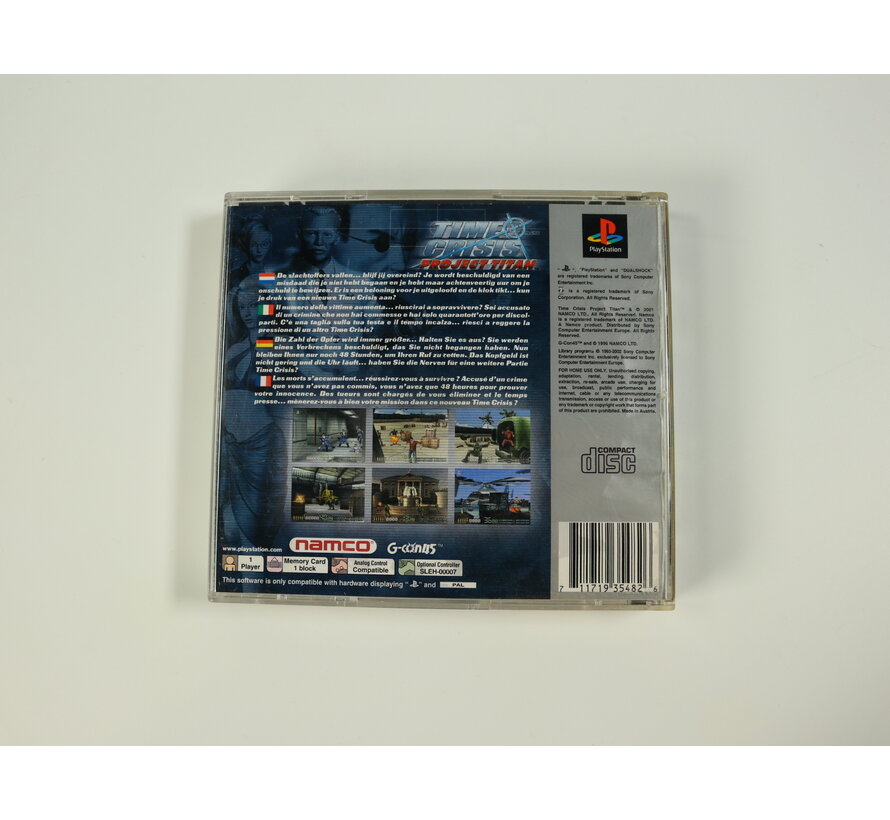 TIME
CRISIS
PROJECT TITAN
De slachtoffers vallen... blijf jij overeind? Je wordt beschuldigd van een
misdaad die je niet hebt begaan en je hebt maar achtenveertig uur om je
onschuld te bewijzen. Er is een beloning voor je uitgeloofd en de klok tikt... kun
je druk van een nieuwe Time Crisis aan?
Il numero delle vittime aumenta... riuscirai a sopravvivere? Sei accusato
di un crimine che non hai commesso e hai solo quarantott'ore per discol-
parti. C'è una taglia sulla tua testa e il tempo incalza... riesci a reggere la
pressione di un altro Time Crisis?
Die Zahl der Opfer wird immer größer... Halten Sie es aus? Sie werden
eines Verbrechens beschuldigt, das Sie nicht begangen haben. Nun
bleiben Ihnen nur noch 48 Stunden, um Ihren Ruf zu retten. Das Kopfgeld ist
nicht gering und die Uhr läuft... haben Sie die Nerven für eine weitere Partie
Time Crisis?
Les morts s'accumulent... réussirez-vous à survivre ? Accusé d'un crime
que vous n'avez pas commis, vous n'avez que 48 heures pour prouver
votre innocence. Des tueurs sont chargés de vous éliminer et le temps
presse... mènerez-vous à bien votre mission dans ce nouveau Time Crisis ?
www.playstation.com
namco
G-con45™
1 Player
Memory Card 1 block
Analog Control Compatible
Optional Controller SLEH-00007
This software is only compatible with hardware displaying " " and PAL
PlayStation
" ", "PlayStation" and "DUALSHOCK"
are registered trademarks of Sony Computer
Entertainment Inc.
" " is a registered trademark of Sony
Corporation. All Rights Reserved.
Time Crisis Project Titan™ & © 2001
NAMCO LTD., All Rights Reserved. Namco
is a registered trademark of NAMCO LTD.
A Namco product. Distributed by Sony
Computer Entertainment Europe. All Rights
Reserved.
G-Con45™ and © 1996 NAMCO LTD.
Library programs © 1993-2002 Sony Computer
Entertainment Inc. exclusively licensed to Sony
Computer Entertainment Europe.
FOR HOME USE ONLY. Unauthorised copying,
adaptation, rental, lending, distribution,
extraction, re-sale, arcade use, charging for
use, broadcast, public performance and
internet, cable or any telecommunications
transmission, access or use of this product or
any trademark or copyright work that forms part
of this product are prohibited. Made in Austria.
COMPACT
disc
7 11719 35482 6